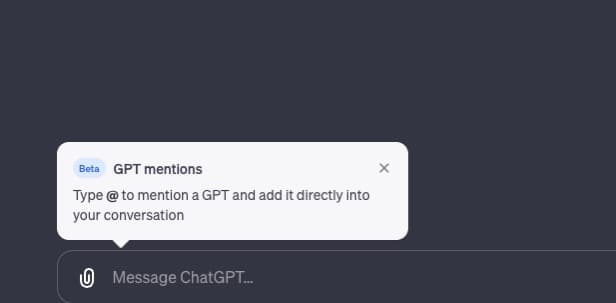 Beta GPT mentions
Type @ to mention a GPT and add it directly into
your conversation
Message ChatGPT...